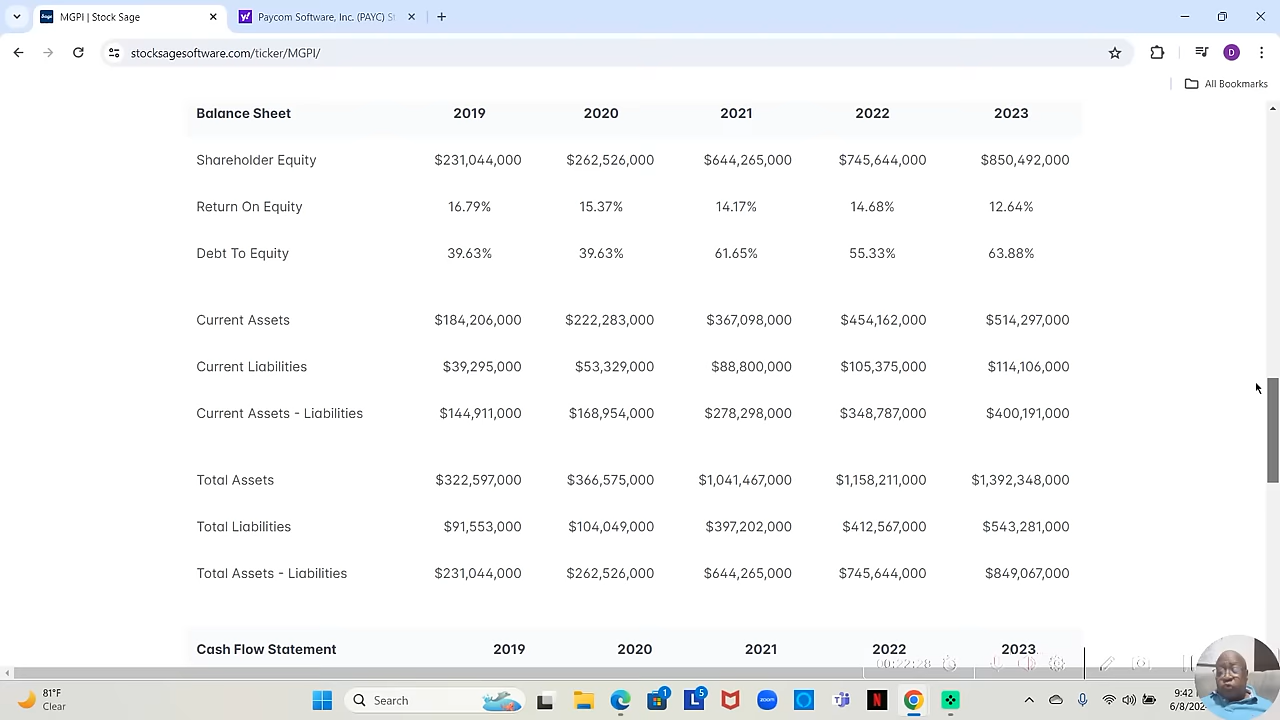 MGPI | Stock Sage
Paycom Software, Inc. (PAYC) St
stocksagesoftware.com/ticker/MGPI/
D
All Bookmarks
Balance Sheet 2019 2020 2021 2022 2023
Shareholder Equity $231,044,000 $262,526,000 $644,265,000 $745,644,000 $850,492,000
Return On Equity 16.79% 15.37% 14.17% 14.68% 12.64%
Debt To Equity 39.63% 39.63% 61.65% 55.33% 63.88%
Current Assets $184,206,000 $222,283,000 $367,098,000 $454,162,000 $514,297,000
Current Liabilities $39,295,000 $53,329,000 $88,800,000 $105,375,000 $114,106,000
Current Assets - Liabilities $144,911,000 $168,954,000 $278,298,000 $348,787,000 $400,191,000
Total Assets $322,597,000 $366,575,000 $1,041,467,000 $1,158,211,000 $1,392,348,000
Total Liabilities $91,553,000 $104,049,000 $397,202,000 $412,567,000 $543,281,000
Total Assets - Liabilities $231,044,000 $262,526,000 $644,265,000 $745,644,000 $849,067,000
Cash Flow Statement 2019 2020 2021 2022 2023
00:22:28
81°F
Clear
Search
1
5
9:42
6/8/202